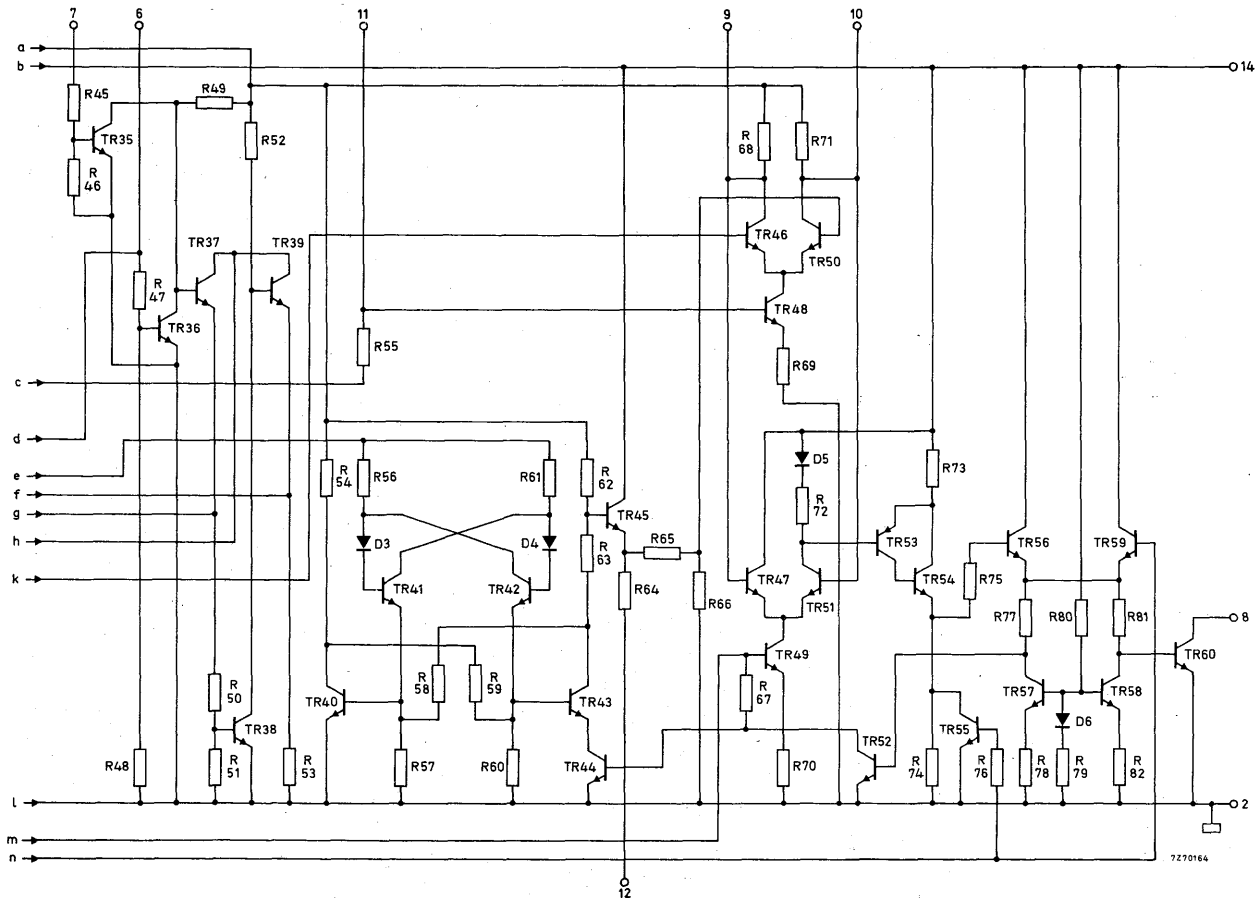 7
6
11
9
10
a
b
14
R45
R49
TR35
R52
R
46
R
68
R71
TR37
TR39
TR46
TR50
R
47
TR36
TR48
R55
R69
c
d
e
f
g
h
k
R
54
R56
R61
R
62
D5
R73
R
72
TR45
D3
D4
R
63
R65
TR53
TR56
TR59
TR41
TR42
R64
R66
TR47
TR51
TR54
R75
R77
R80
R81
8
R
58
R
59
TR49
TR60
R
50
TR40
TR43
R
67
TR57
TR58
TR38
D6
TR55
TR52
R48
R
51
R
53
R57
R60
TR44
R70
R
74
R
76
R
78
R
79
R
82
l
2
m
n
7Z70164
12